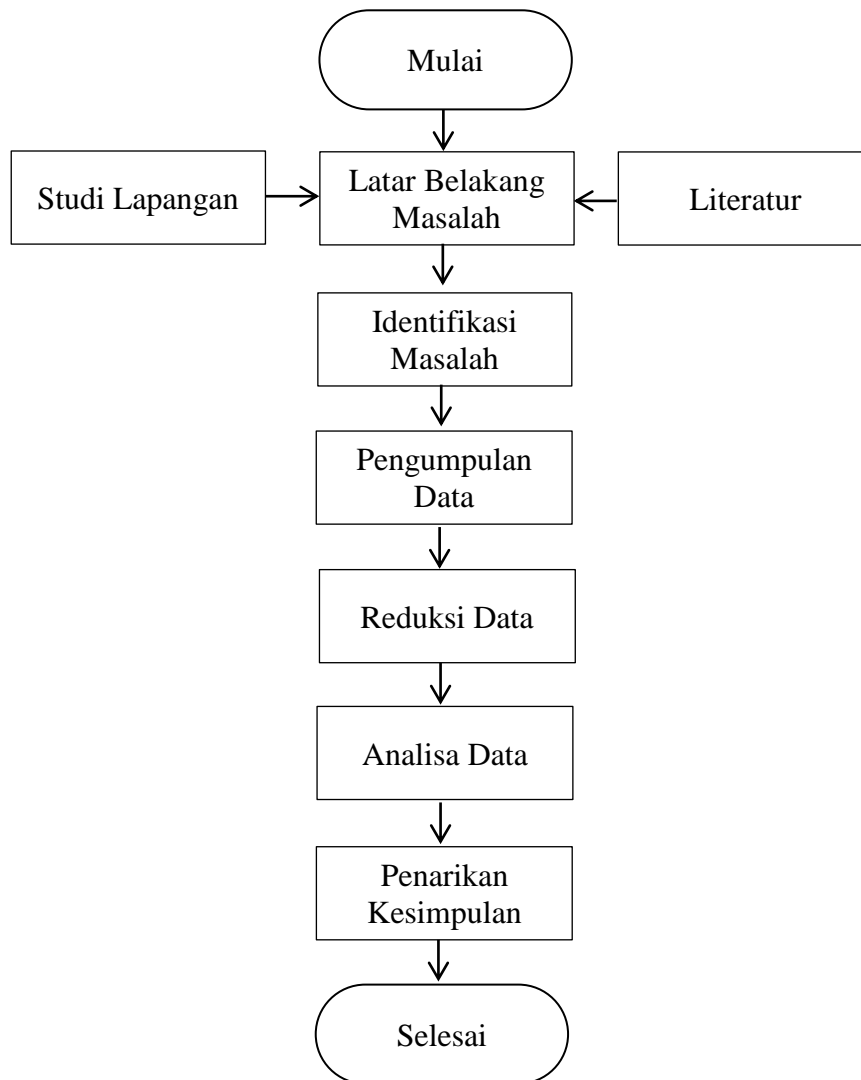 Mulai
Studi Lapangan
Latar Belakang
Masalah
Literatur
Identifikasi
Masalah
Pengumpulan
Data
Reduksi Data
Analisa Data
Penarikan
Kesimpulan
Selesai